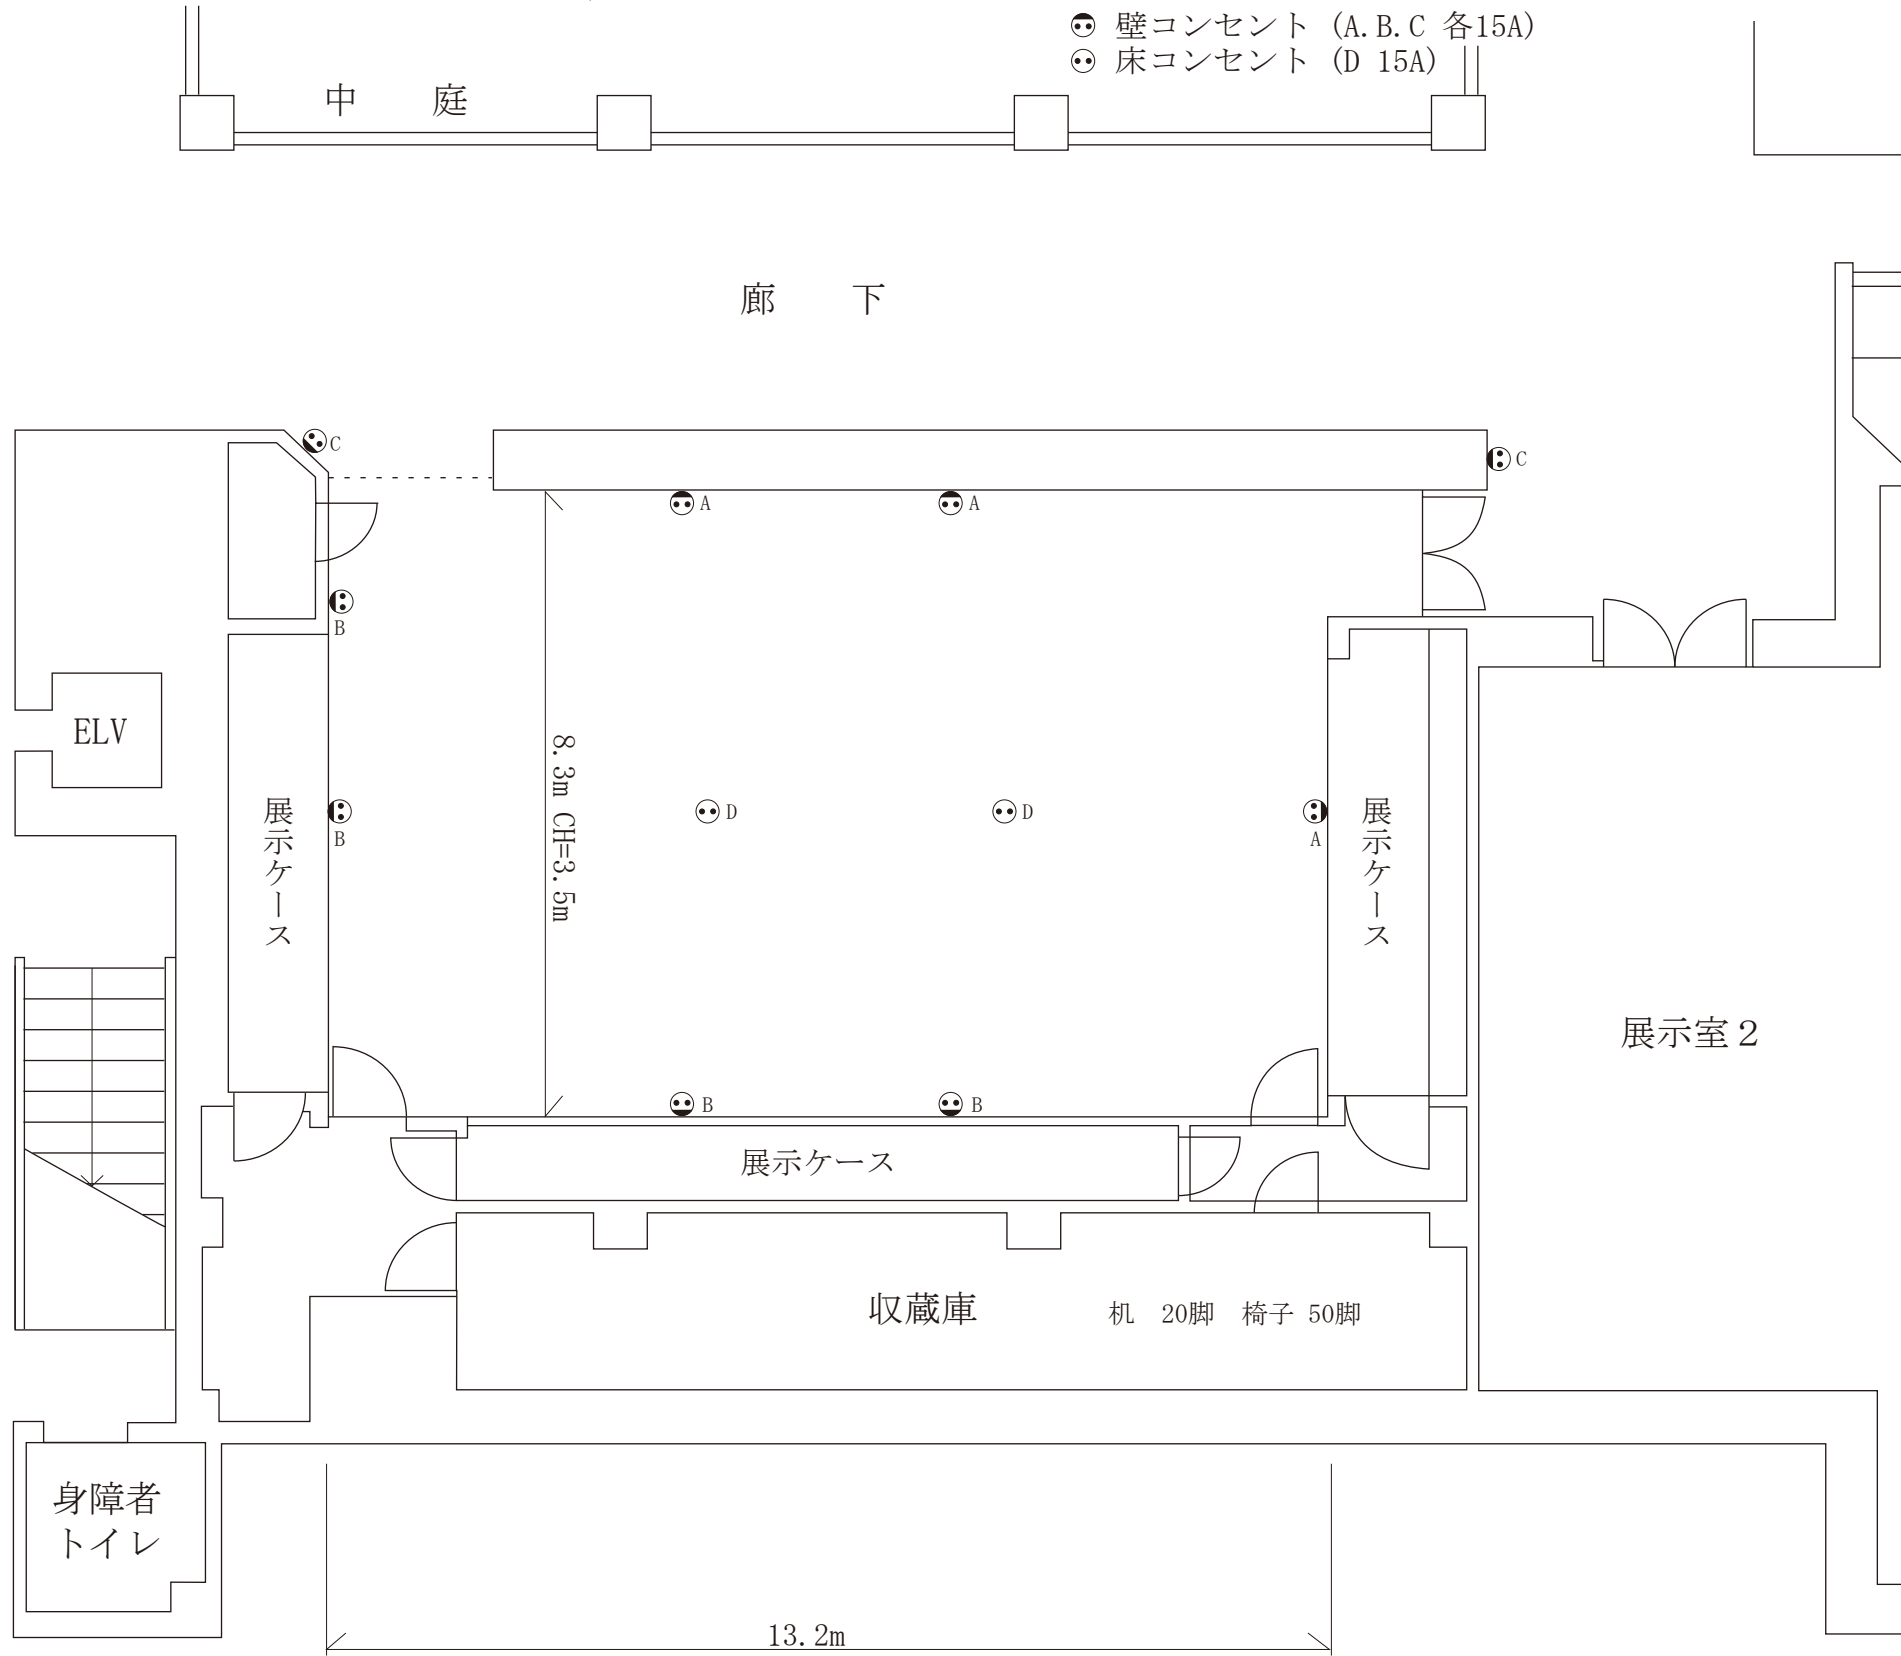 壁コンセント (A.B.C 各15A)
床コンセント (D 15A)
中 庭
廊 下
C
C
A
A
B
ELV
8.3m CH=3.5m
展示ケース
B
D
D
A
展示ケース
展示室２
B
B
展示ケース
収蔵庫
机 20脚 椅子 50脚
身障者
トイレ
13.2m